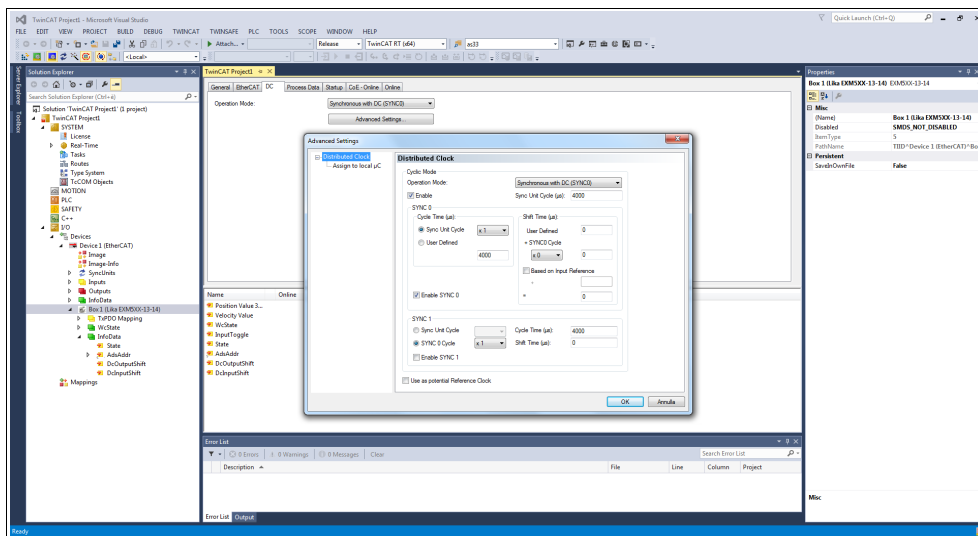 TwinCAT Project1 - Microsoft Visual Studio
Quick Launch (Ctrl+Q)
FILE EDIT VIEW PROJECT BUILD DEBUG TWINCAT TWINSAFE PLC TOOLS SCOPE WINDOW HELP
Attach... Release TwinCAT RT (x64) as33
<Local>
Server Explorer
Toolbox
Solution Explorer
Search Solution Explorer (Ctrl+è)
Solution 'TwinCAT Project1' (1 project)
TwinCAT Project1
SYSTEM
License
Real-Time
Tasks
Routes
Type System
TcCOM Objects
MOTION
PLC
SAFETY
C++
I/O
Devices
Device 1 (EtherCAT)
Image
Image-Info
SyncUnits
Inputs
Outputs
InfoData
Box 1 (Lika EXM5XX-13-14)
TxPDO Mapping
WcState
InfoData
State
AdsAddr
DcOutputShift
DcInputShift
Mappings
TwinCAT Project1
General EtherCAT DC Process Data Startup CoE - Online Online
Operation Mode: Synchronous with DC (SYNC0)
Advanced Settings...
Advanced Settings
Distributed Clock
Assign to local µC
Distributed Clock
Cyclic Mode
Operation Mode: Synchronous with DC (SYNC0)
Enable Sync Unit Cycle (µs): 4000
SYNC 0
Cycle Time (µs): Shift Time (µs):
Sync Unit Cycle x 1 User Defined 0
User Defined + SYNC0 Cycle
4000 x 0 0
Based on Input Reference
+
Enable SYNC 0 = 0
SYNC 1
Sync Unit Cycle Cycle Time (µs): 4000
SYNC 0 Cycle x 1 Shift Time (µs): 0
Enable SYNC 1
Use as potential Reference Clock
OK Annulla
Name Online
Position Value 3...
Velocity Value
WcState
InputToggle
State
AdsAddr
DcOutputShift
DcInputShift
Error List
0 Errors 0 Warnings 0 Messages Clear Search Error List
Description File Line Column Project
Error List Output
Properties
Box 1 (Lika EXM5XX-13-14) EXM5XX-13-14
Misc
(Name) Box 1 (Lika EXM5XX-13-14)
Disabled SMDS_NOT_DISABLED
ItemType 5
PathName TIID^Device 1 (EtherCAT)^Bo
Persistent
SaveInOwnFile False
Misc
Ready